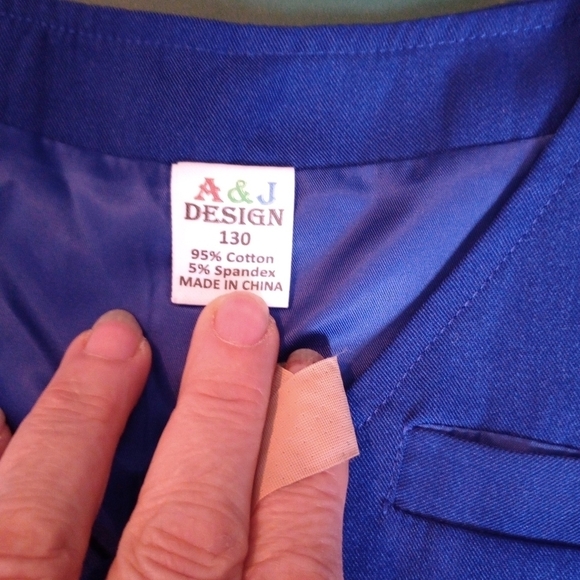 A & J
DESIGN
130
95% Cotton
5% Spandex
MADE IN CHINA